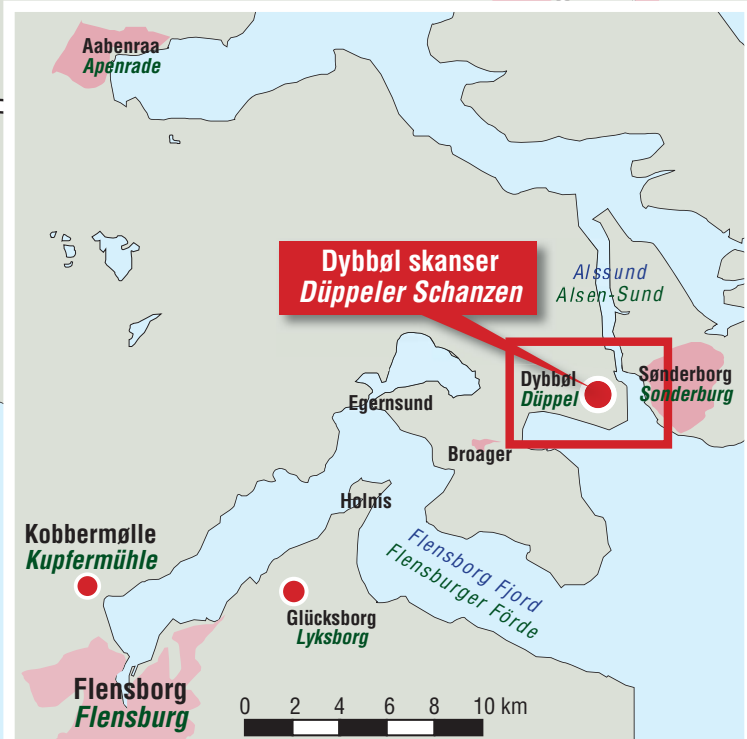 Aabenraa
Apenrade
Dybbøl skanser
Düppeler Schanzen
Alssund
Alsen-Sund
Dybbøl
Düppel
Sønderborg
Sonderburg
Egernsund
Broager
Holnis
Kobbermølle
Kupfermühle
Flensborg Fjord
Flensburger Förde
Glücksborg
Lyksborg
Flensborg
Flensburg
0 2 4 6 8 10 km